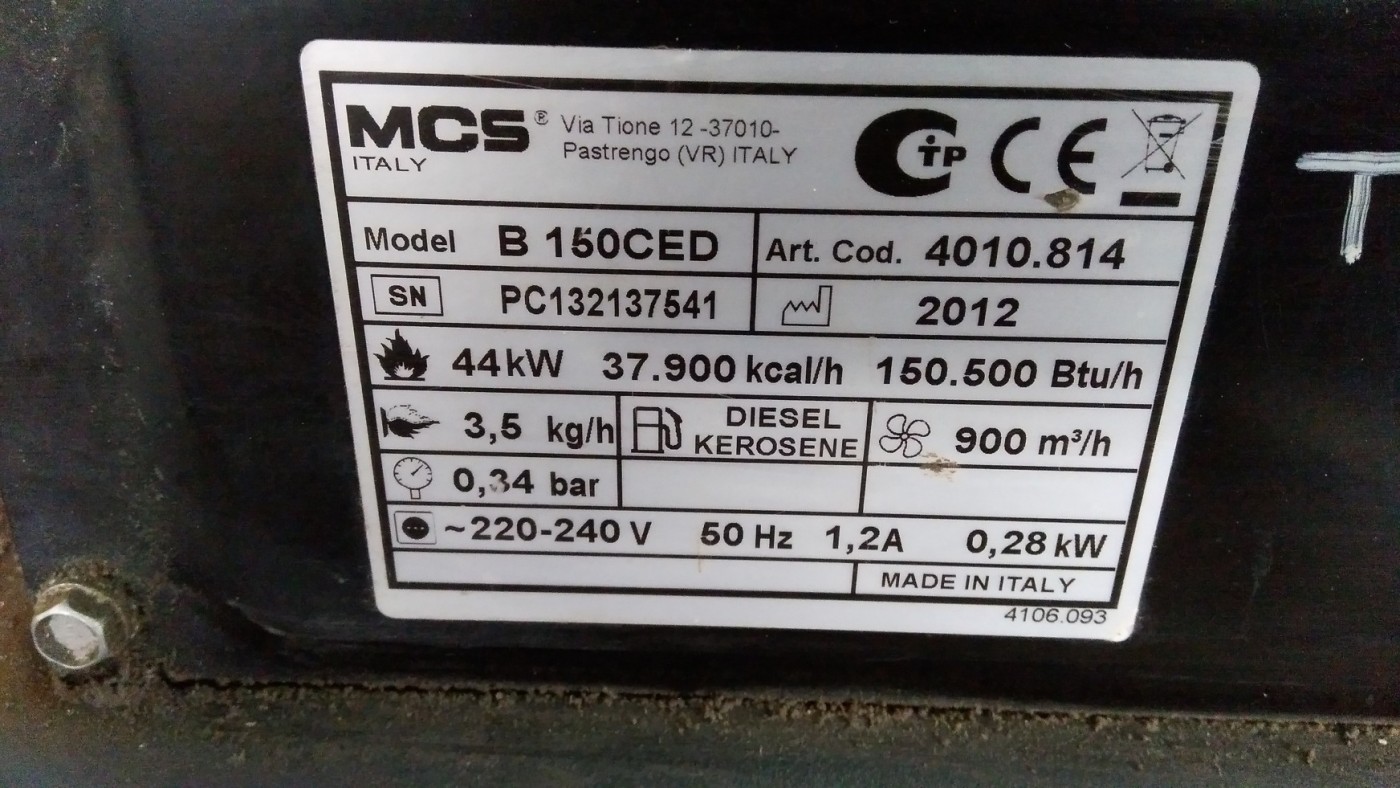 MCS® Via Tione 12 -37010-
ITALY Pastrengo (VR) ITALY
TP CE
Model B 150CED Art. Cod. 4010.814
SN PC132137541 2012
44kW 37.900 kcal/h 150.500 Btu/h
3,5 kg/h DIESEL KEROSENE 900 m³/h
0,34 bar
~220-240 V 50 Hz 1,2A 0,28 kW
MADE IN ITALY
4106.093
T